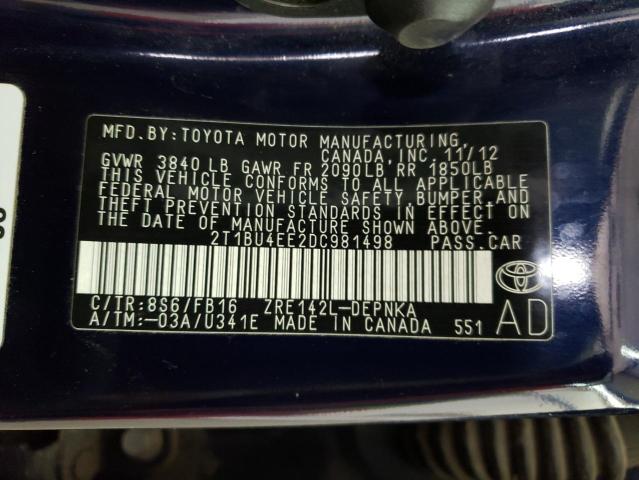 MFD. BY: TOYOTA MOTOR MANUFACTURING,
CANADA, INC. 11/12
GVWR 3840 LB GAWR FR 2090LB RR 1850LB
THIS VEHICLE CONFORMS TO ALL APPLICABLE
FEDERAL MOTOR VEHICLE SAFETY, BUMPER, AND
THEFT PREVENTION STANDARDS IN EFFECT ON
THE DATE OF MANUFACTURE SHOWN ABOVE.
2T1BU4EE2DC981498 PASS. CAR
C/TR: 8S6/FB16 ZRE142L-DEPNKA
A/TM: -03A/U341E MADE IN CANADA 551
AD